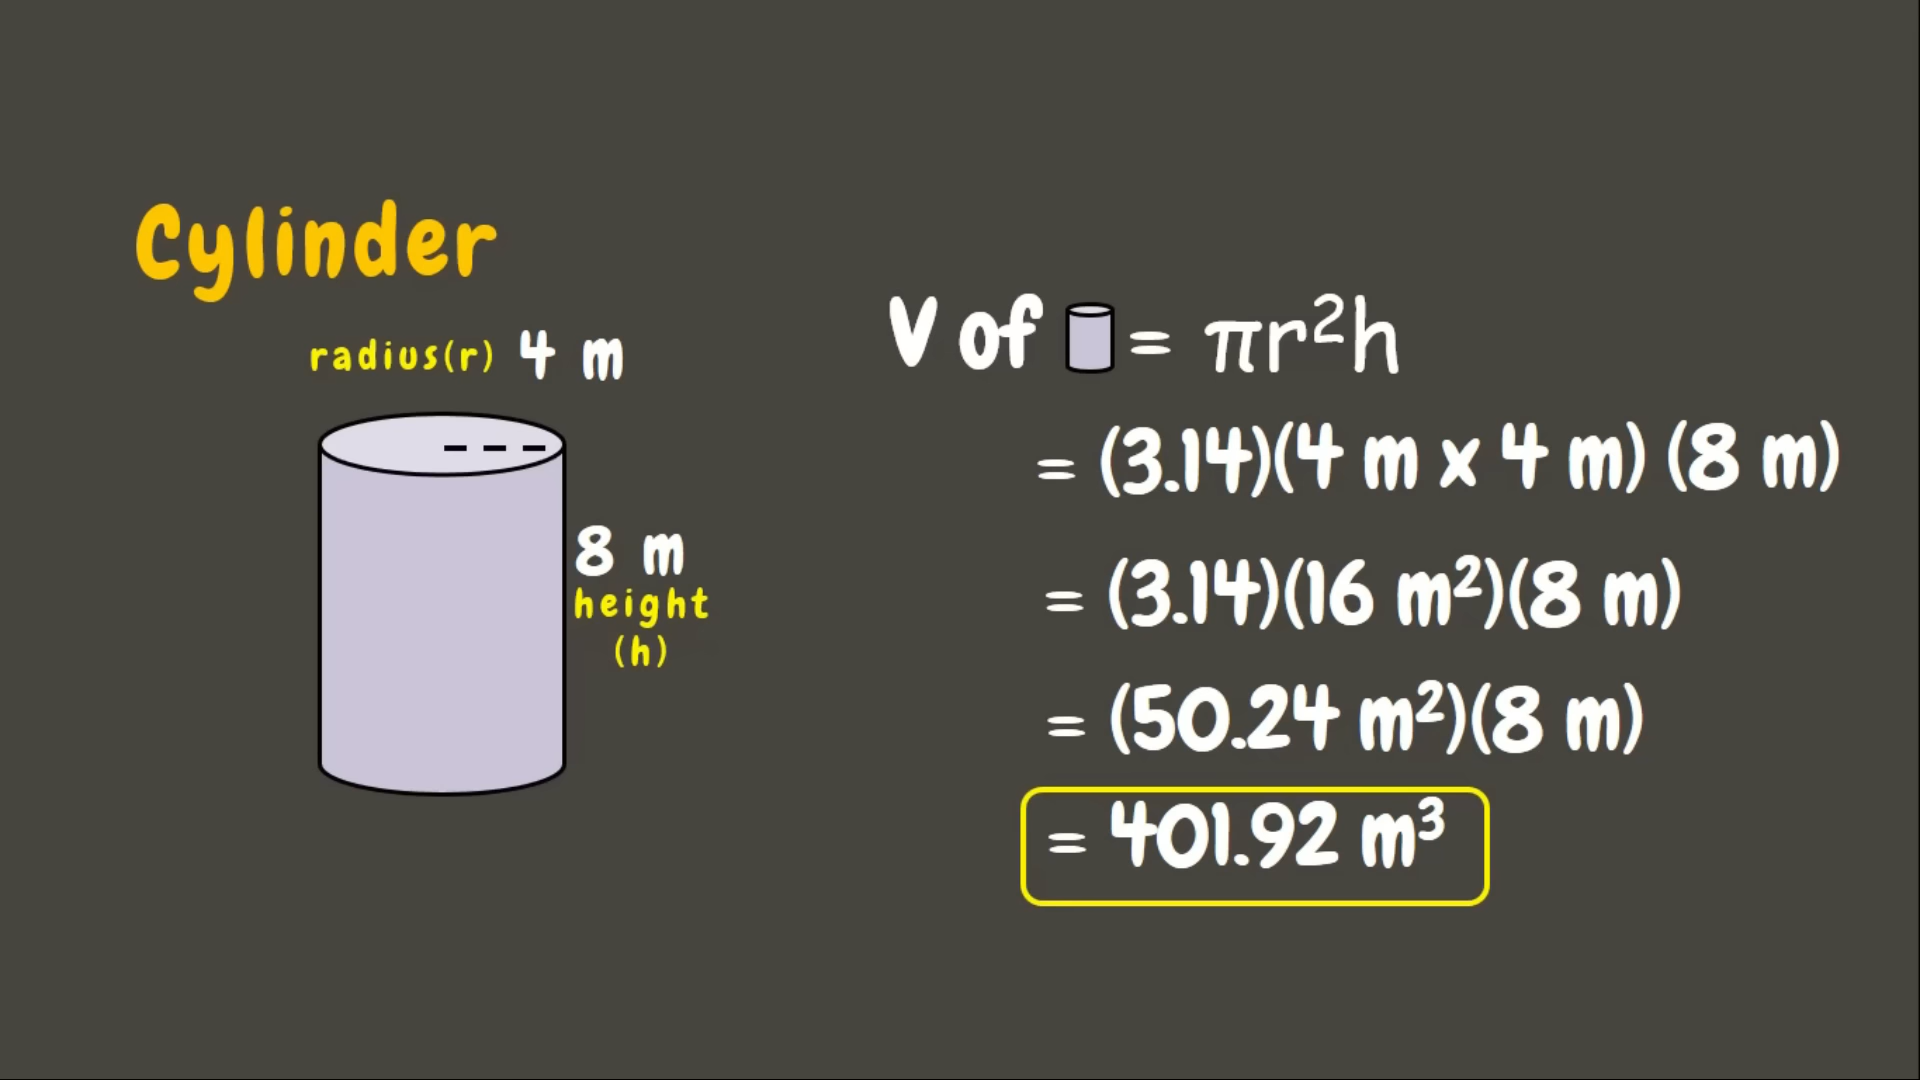 Cylinder
radius(r) 4 m
8 m
height
(h)
V of = πr²h
= (3.14)(4 m x 4 m) (8 m)
= (3.14)(16 m²)(8 m)
= (50.24 m²)(8 m)
= 401.92 m³